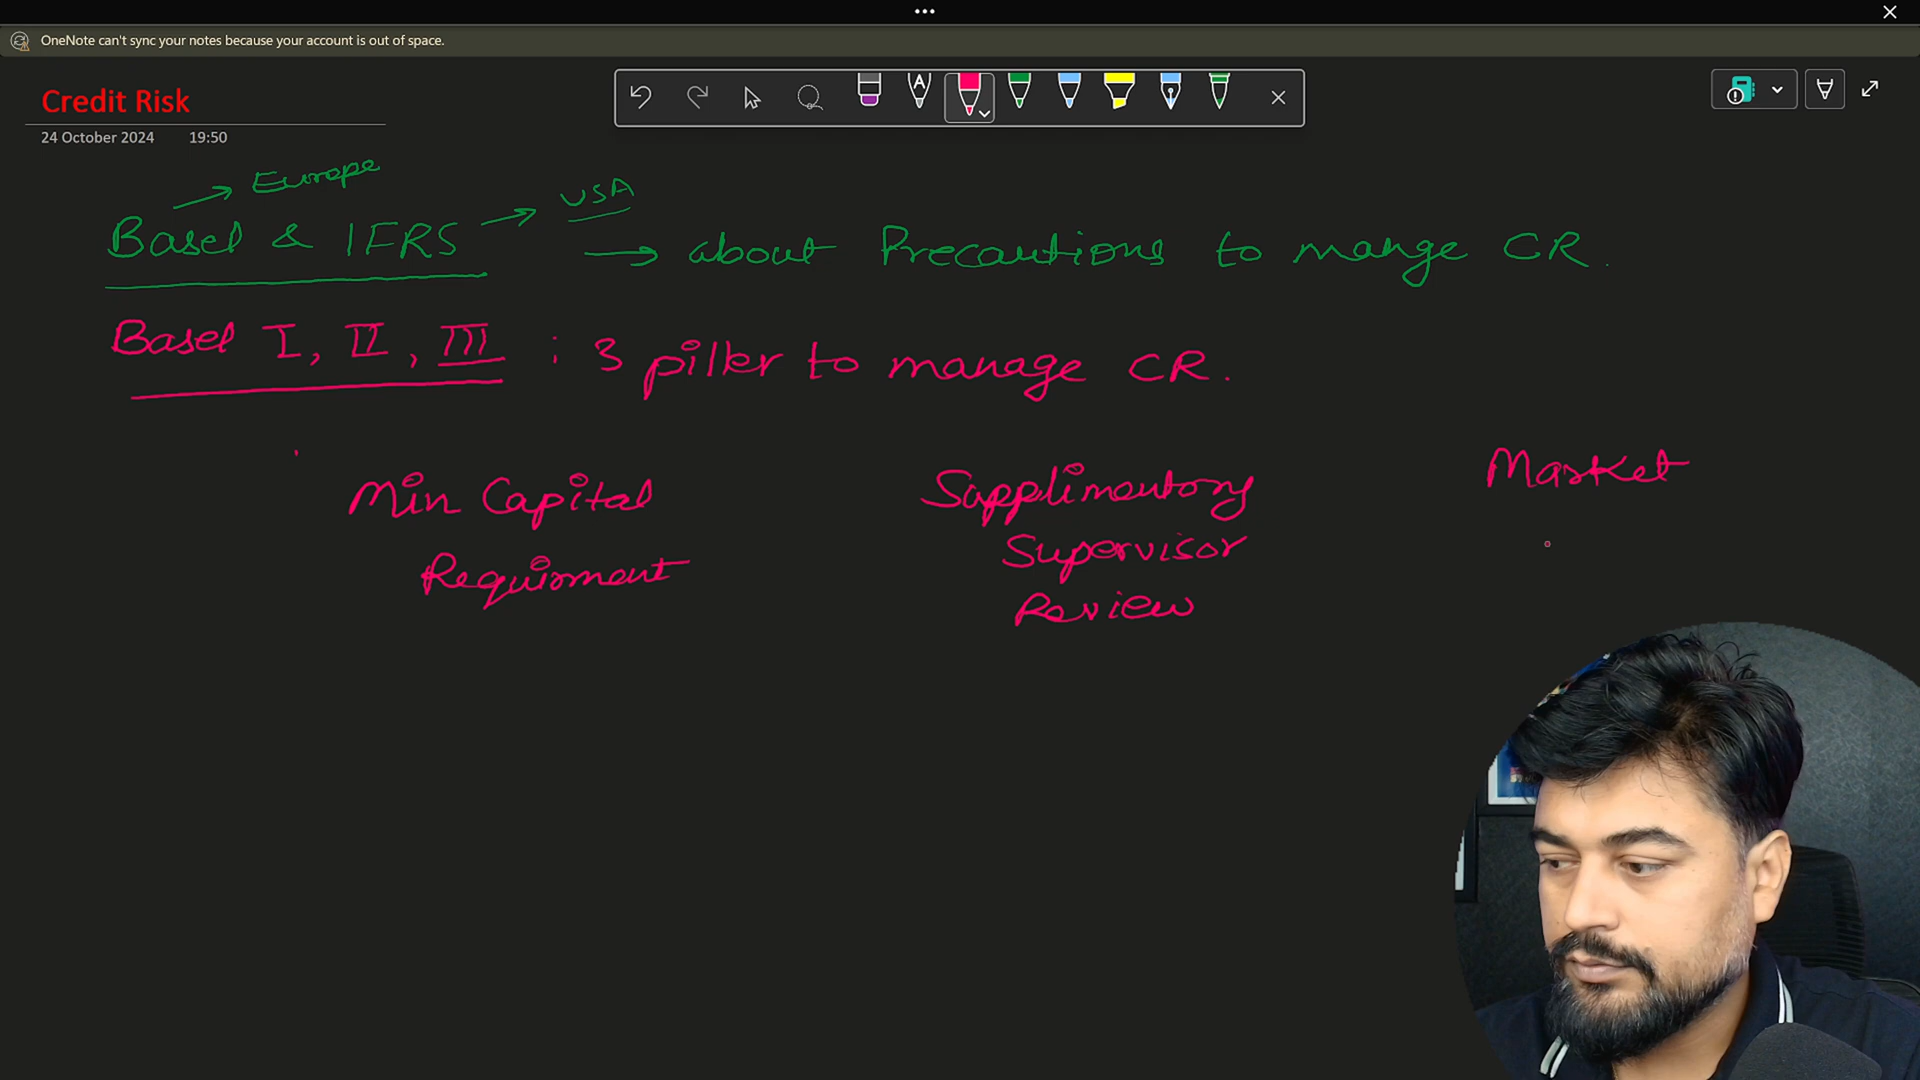 OneNote can't sync your notes because your account is out of space.
Credit Risk
24 October 2024 19:50
Europe
USA
Basel & IFRS
about Precautions to mange CR.
Basel I, II, III : 3 piller to manage CR.
Min Capital
Requirment
Supplimentory
Supervisor
Review
Market